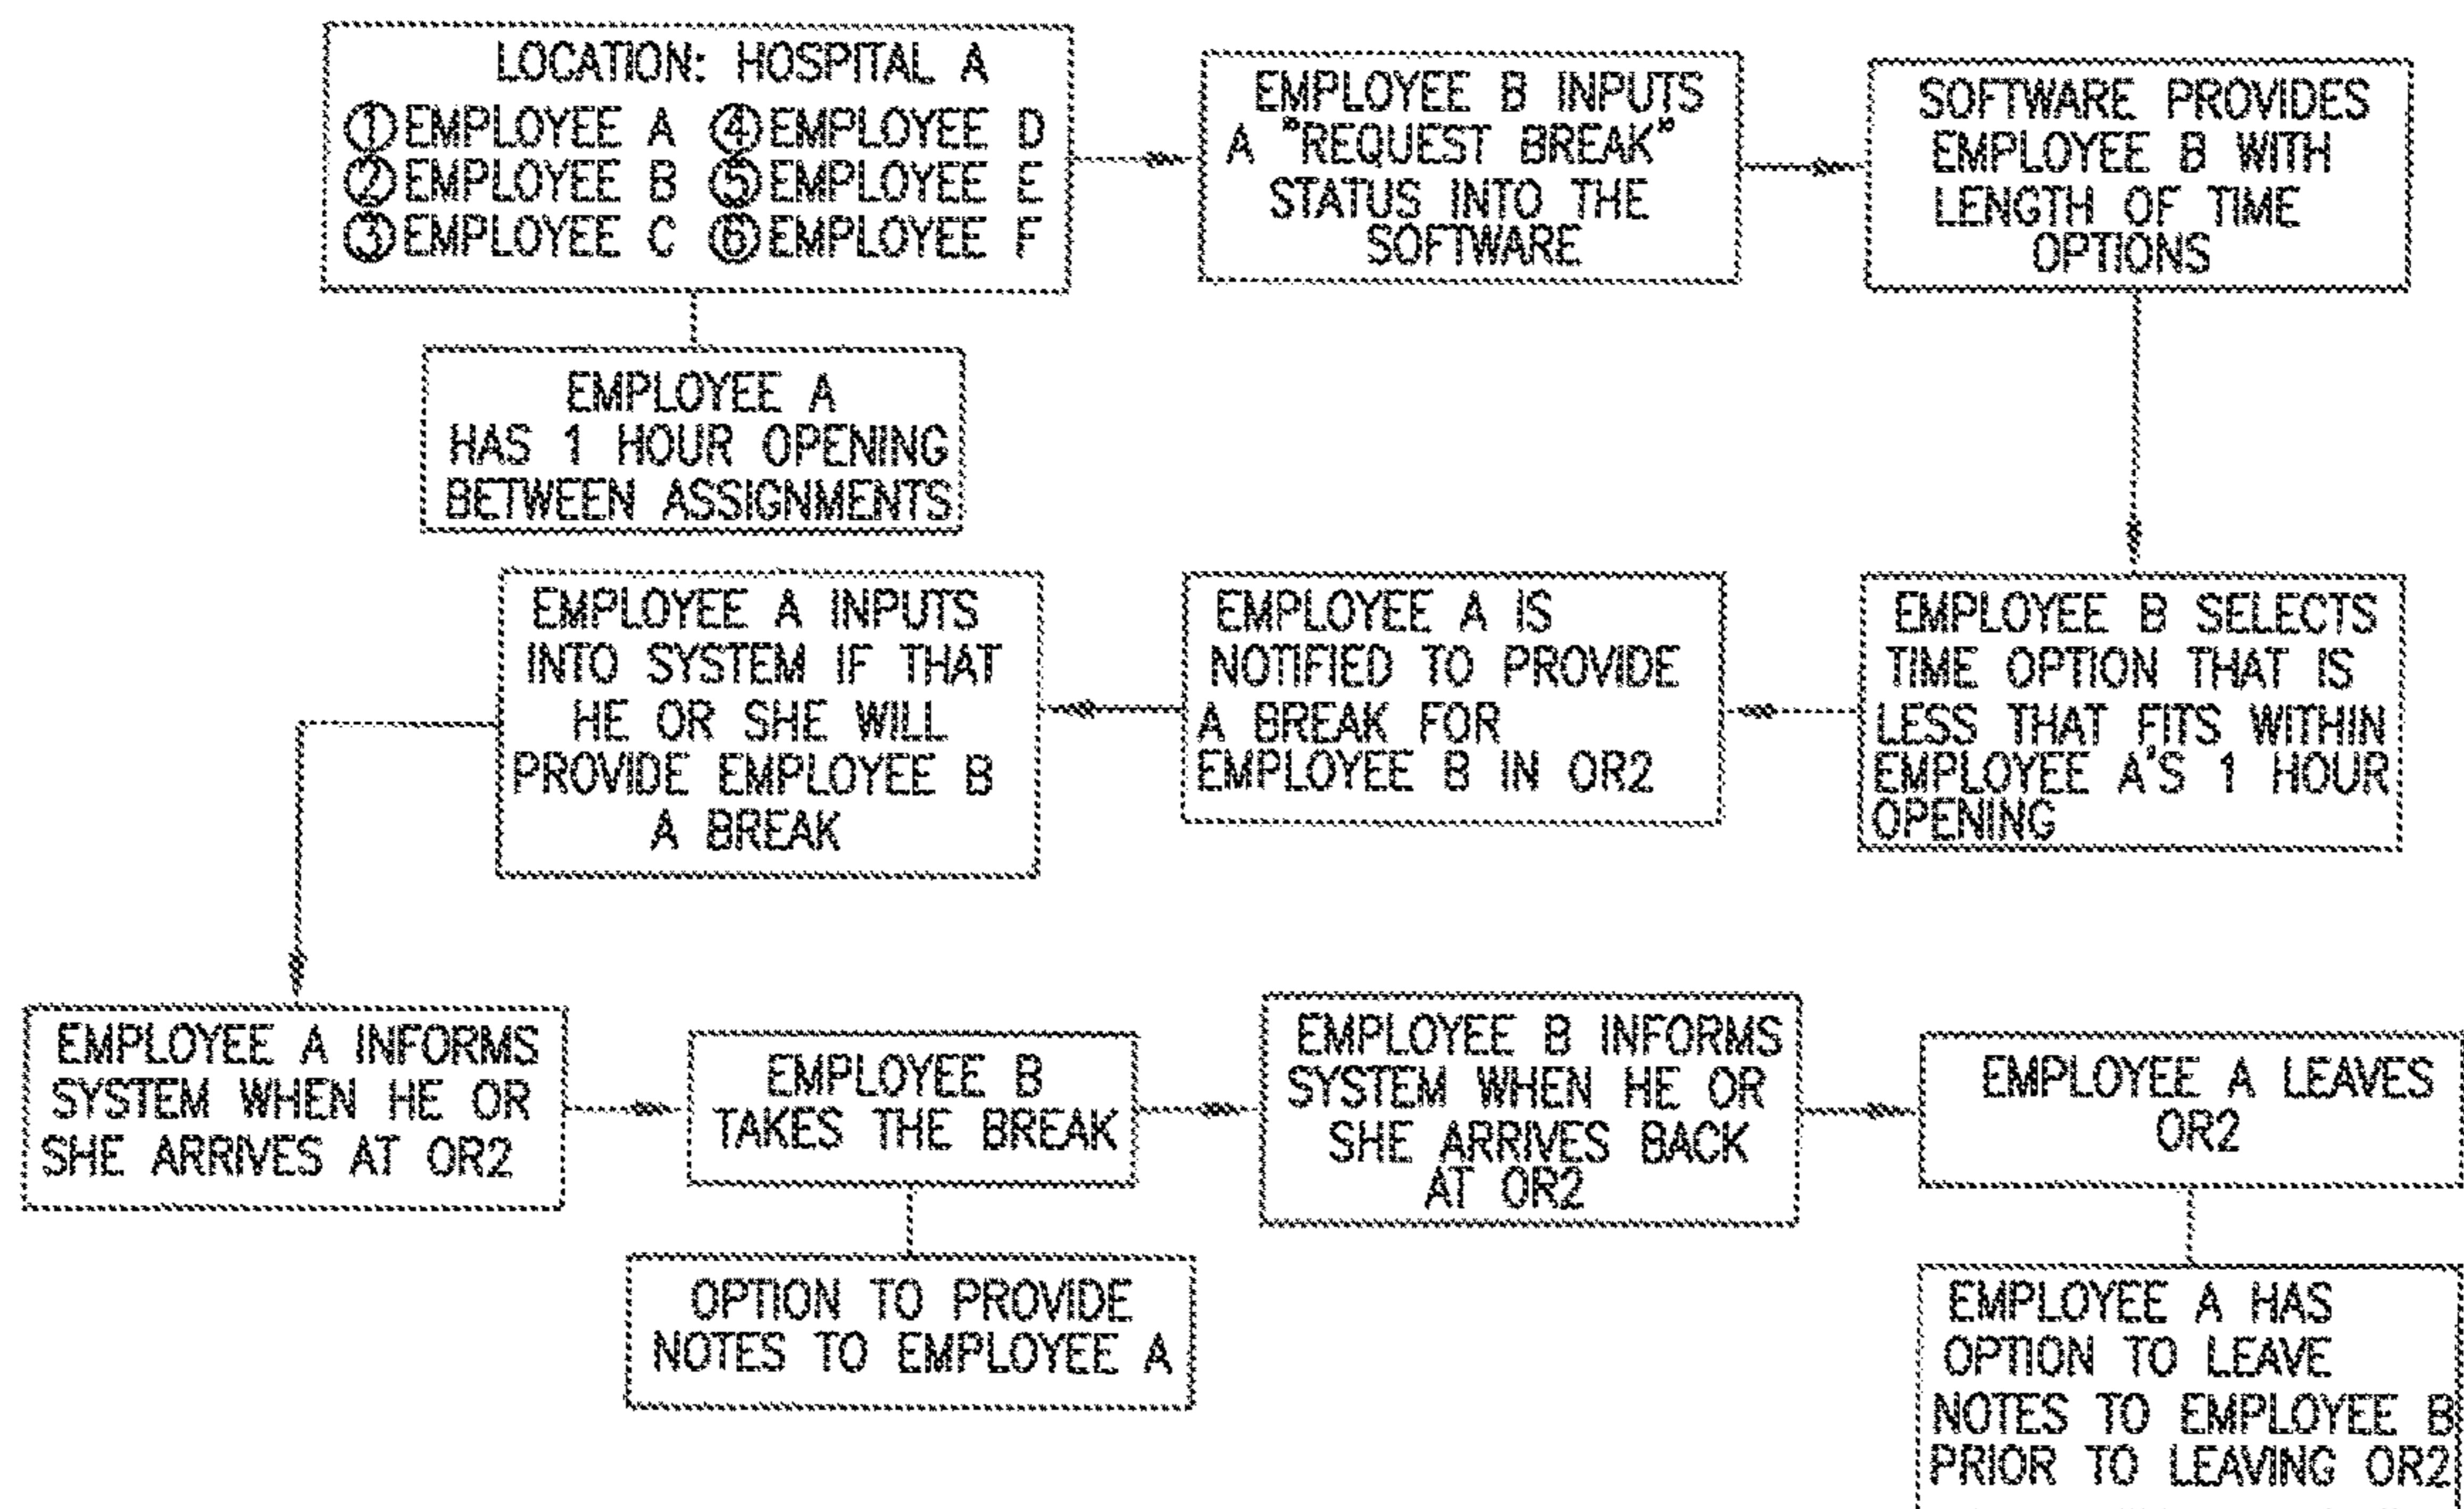 LOCATION: HOSPITAL A
①EMPLOYEE A ④EMPLOYEE D
②EMPLOYEE B ⑤EMPLOYEE E
③EMPLOYEE C ⑥EMPLOYEE F
EMPLOYEE B INPUTS
A "REQUEST BREAK"
STATUS INTO THE
SOFTWARE
SOFTWARE PROVIDES
EMPLOYEE B WITH
LENGTH OF TIME
OPTIONS
EMPLOYEE A
HAS 1 HOUR OPENING
BETWEEN ASSIGNMENTS
EMPLOYEE B SELECTS
TIME OPTION THAT IS
LESS THAT FITS WITHIN
EMPLOYEE A'S 1 HOUR
OPENING
EMPLOYEE A IS
NOTIFIED TO PROVIDE
A BREAK FOR
EMPLOYEE B IN OR2
EMPLOYEE A INPUTS
INTO SYSTEM IF THAT
HE OR SHE WILL
PROVIDE EMPLOYEE B
A BREAK
EMPLOYEE A INFORMS
SYSTEM WHEN HE OR
SHE ARRIVES AT OR2
EMPLOYEE B
TAKES THE BREAK
OPTION TO PROVIDE
NOTES TO EMPLOYEE A
EMPLOYEE B INFORMS
SYSTEM WHEN HE OR
SHE ARRIVES BACK
AT OR2
EMPLOYEE A LEAVES
OR2
EMPLOYEE A HAS
OPTION TO LEAVE
NOTES TO EMPLOYEE B
PRIOR TO LEAVING OR2